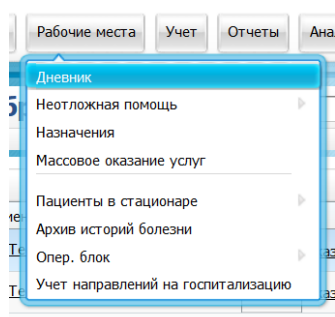 Рабочие места Учет Отчеты
Дневник
Неотложная помощь
Назначения
Массовое оказание услуг
Пациенты в стационаре
Архив историй болезни
Опер. блок
Учет направлений на госпитализацию